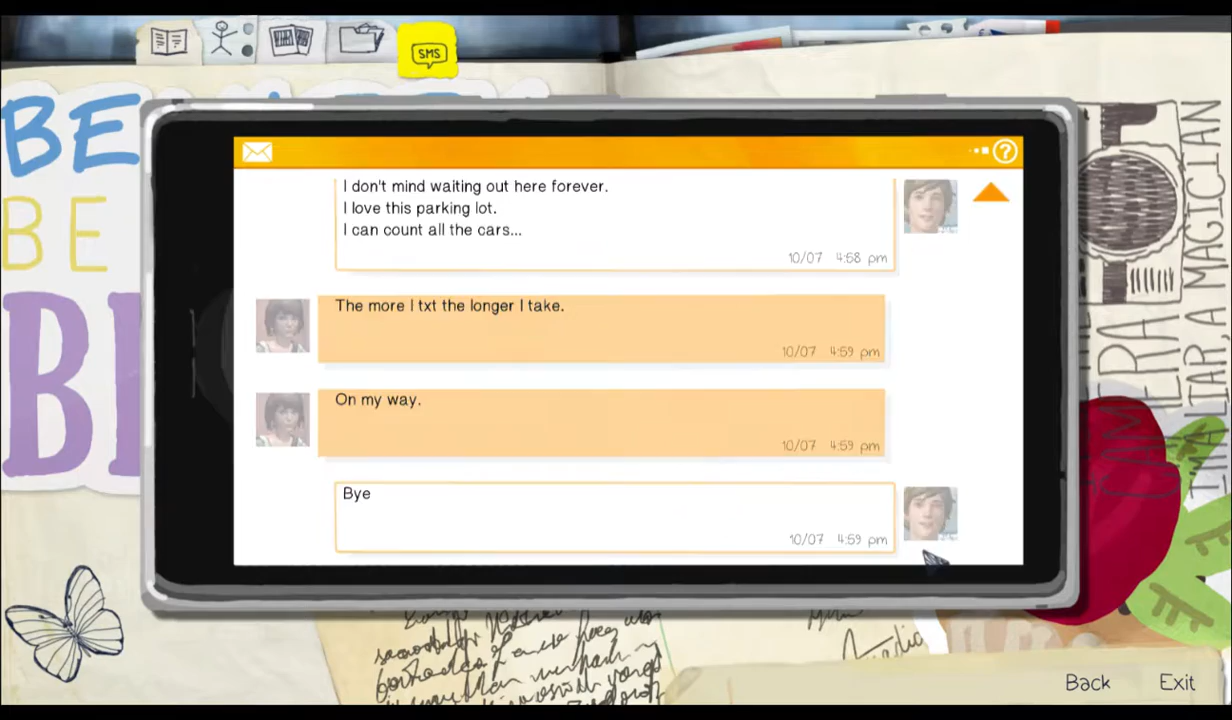 SMS
?
I don't mind waiting out here forever.
I love this parking lot.
I can count all the cars...
10/07 4:58 pm
The more I txt the longer I take.
10/07 4:59 pm
On my way.
10/07 4:59 pm
Bye
10/07 4:59 pm
BE
BE
I'M A LIAR, A MAGICIAN
Back
Exit